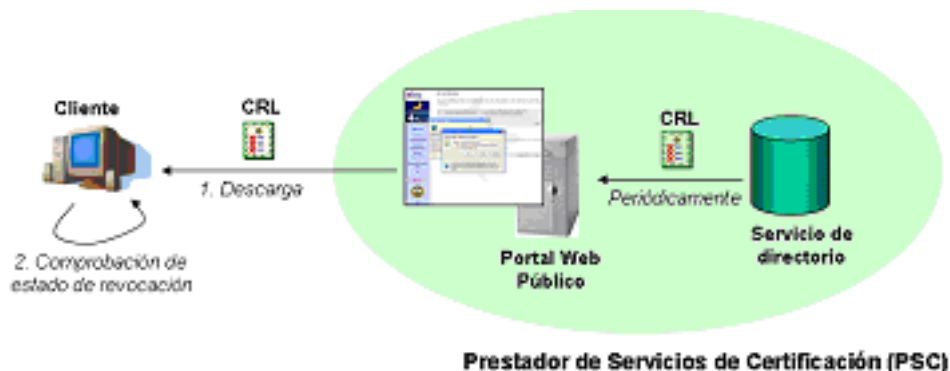 Cliente
CRL
1. Descarga
2. Comprobación de
estado de revocación
CRL
Periódicamente
Portal Web
Público
Servicio de
directorio
Prestador de Servicios de Certificación (PSC)